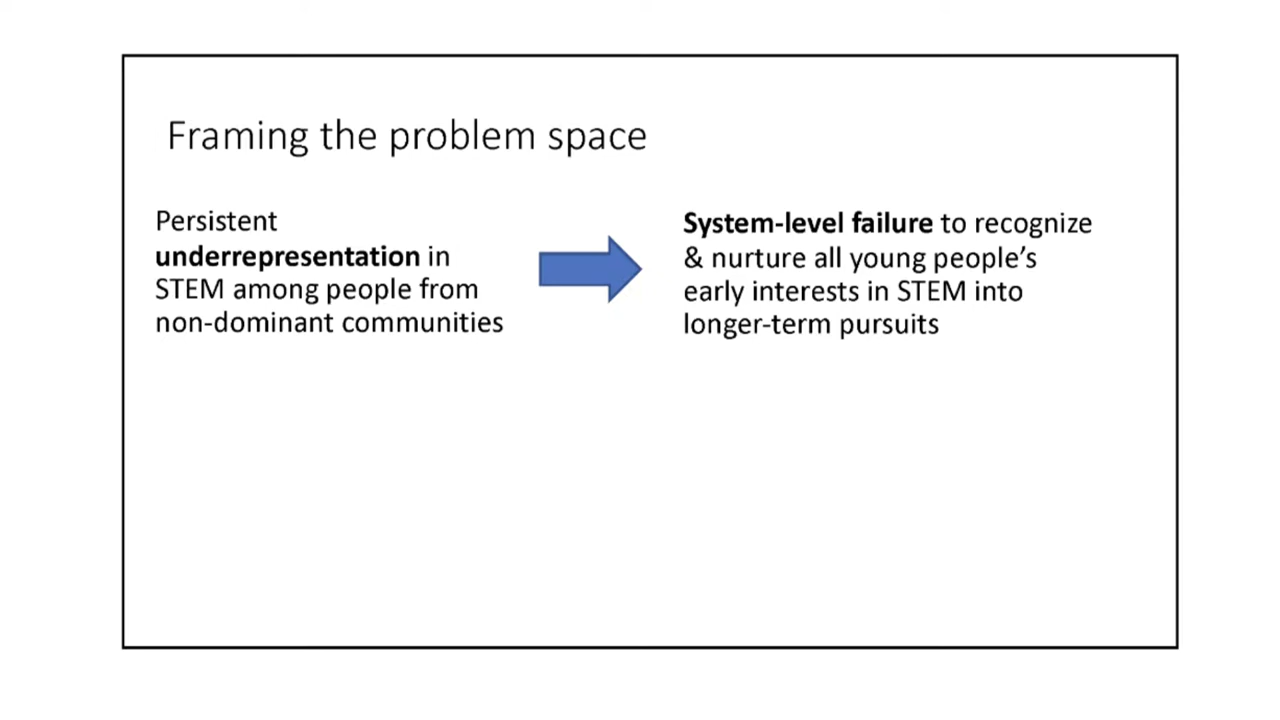 Framing the problem space
Persistent
underrepresentation in
STEM among people from
non-dominant communities
System-level failure to recognize
& nurture all young people’s
early interests in STEM into
longer-term pursuits